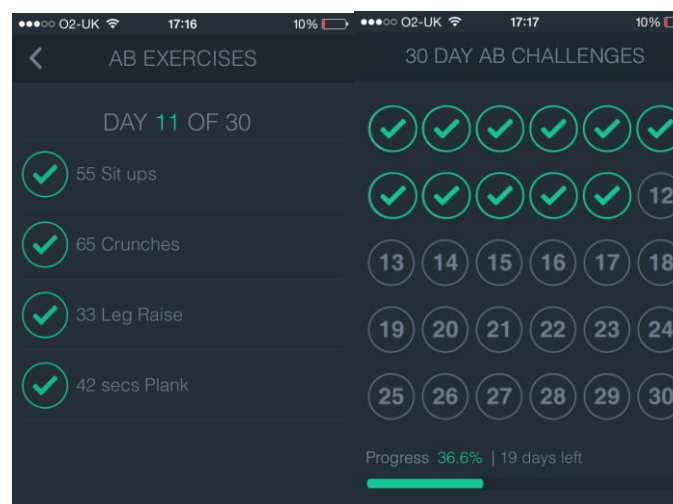 O2-UK 17:16 10%
AB EXERCISES
DAY 11 OF 30
55 Sit ups
65 Crunches
33 Leg Raise
42 secs Plank
O2-UK 17:17 10%
30 DAY AB CHALLENGES
12
13 14 15 16 17 18
19 20 21 22 23 24
25 26 27 28 29 30
Progress 36.6% | 19 days left